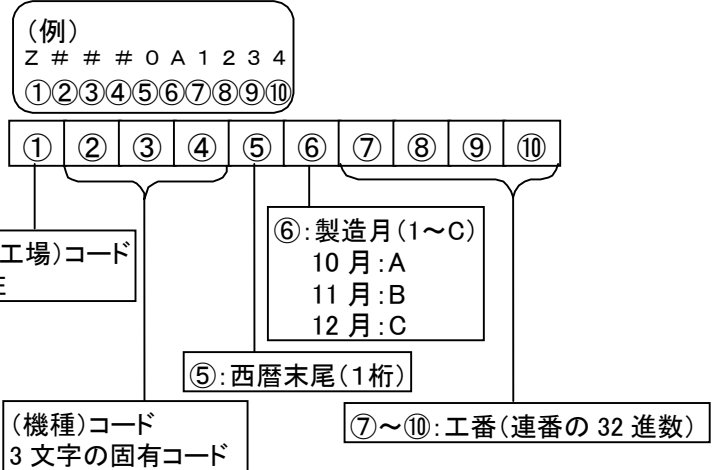 (例)
Z # # # 0 A 1 2 3 4
①②③④⑤⑥⑦⑧⑨⑩
① ② ③ ④ ⑤ ⑥ ⑦ ⑧ ⑨ ⑩
工場)コード
⑥:製造月(1～C)
10 月:A
11 月:B
12 月:C
⑤:西暦末尾(1桁)
(機種)コード
3 文字の固有コード
⑦～⑩:工番(連番の 32 進数)